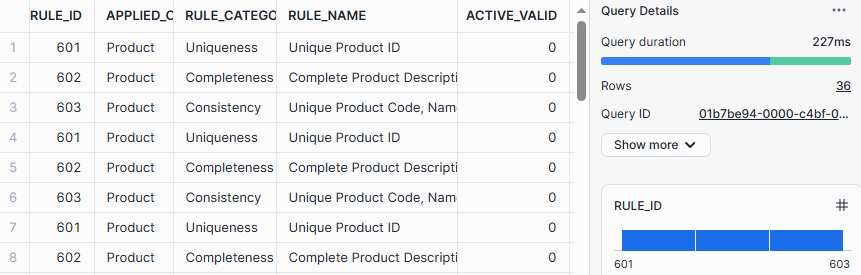 RULE_ID APPLIED_C RULE_CATEGO RULE_NAME ACTIVE_VALID
1 601 Product Uniqueness Unique Product ID 0
2 602 Product Completeness Complete Product Descripti 0
3 603 Product Consistency Unique Product Code, Nam 0
4 601 Product Uniqueness Unique Product ID 0
5 602 Product Completeness Complete Product Descripti 0
6 603 Product Consistency Unique Product Code, Nam 0
7 601 Product Uniqueness Unique Product ID 0
8 602 Product Completeness Complete Product Descripti 0
Query Details ...
Query duration 227ms
Rows 36
Query ID 01b7be94-0000-c4bf-0...
Show more
RULE_ID #
601 603